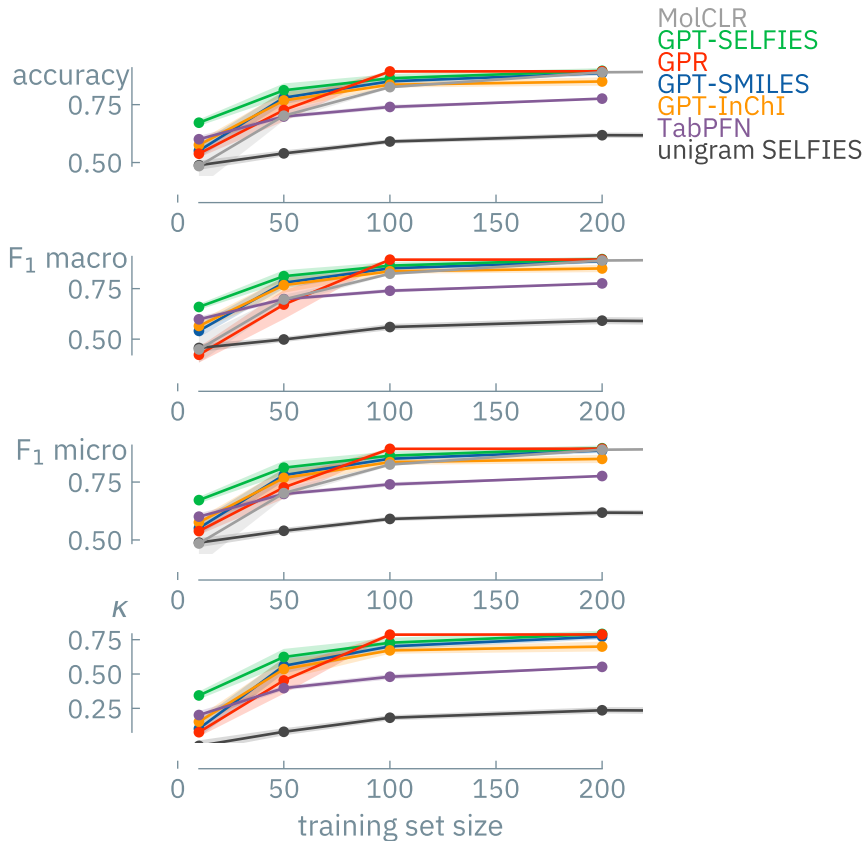 MolCLR
GPT-SELFIES
GPR
GPT-SMILES
GPT-InChI
TabPFN
unigram SELFIES
accuracy
0.75
0.50
0 50 100 150 200
F₁ macro
0.75
0.50
0 50 100 150 200
F₁ micro
0.75
0.50
0 50 100 150 200
κ
0.75
0.50
0.25
0 50 100 150 200
training set size